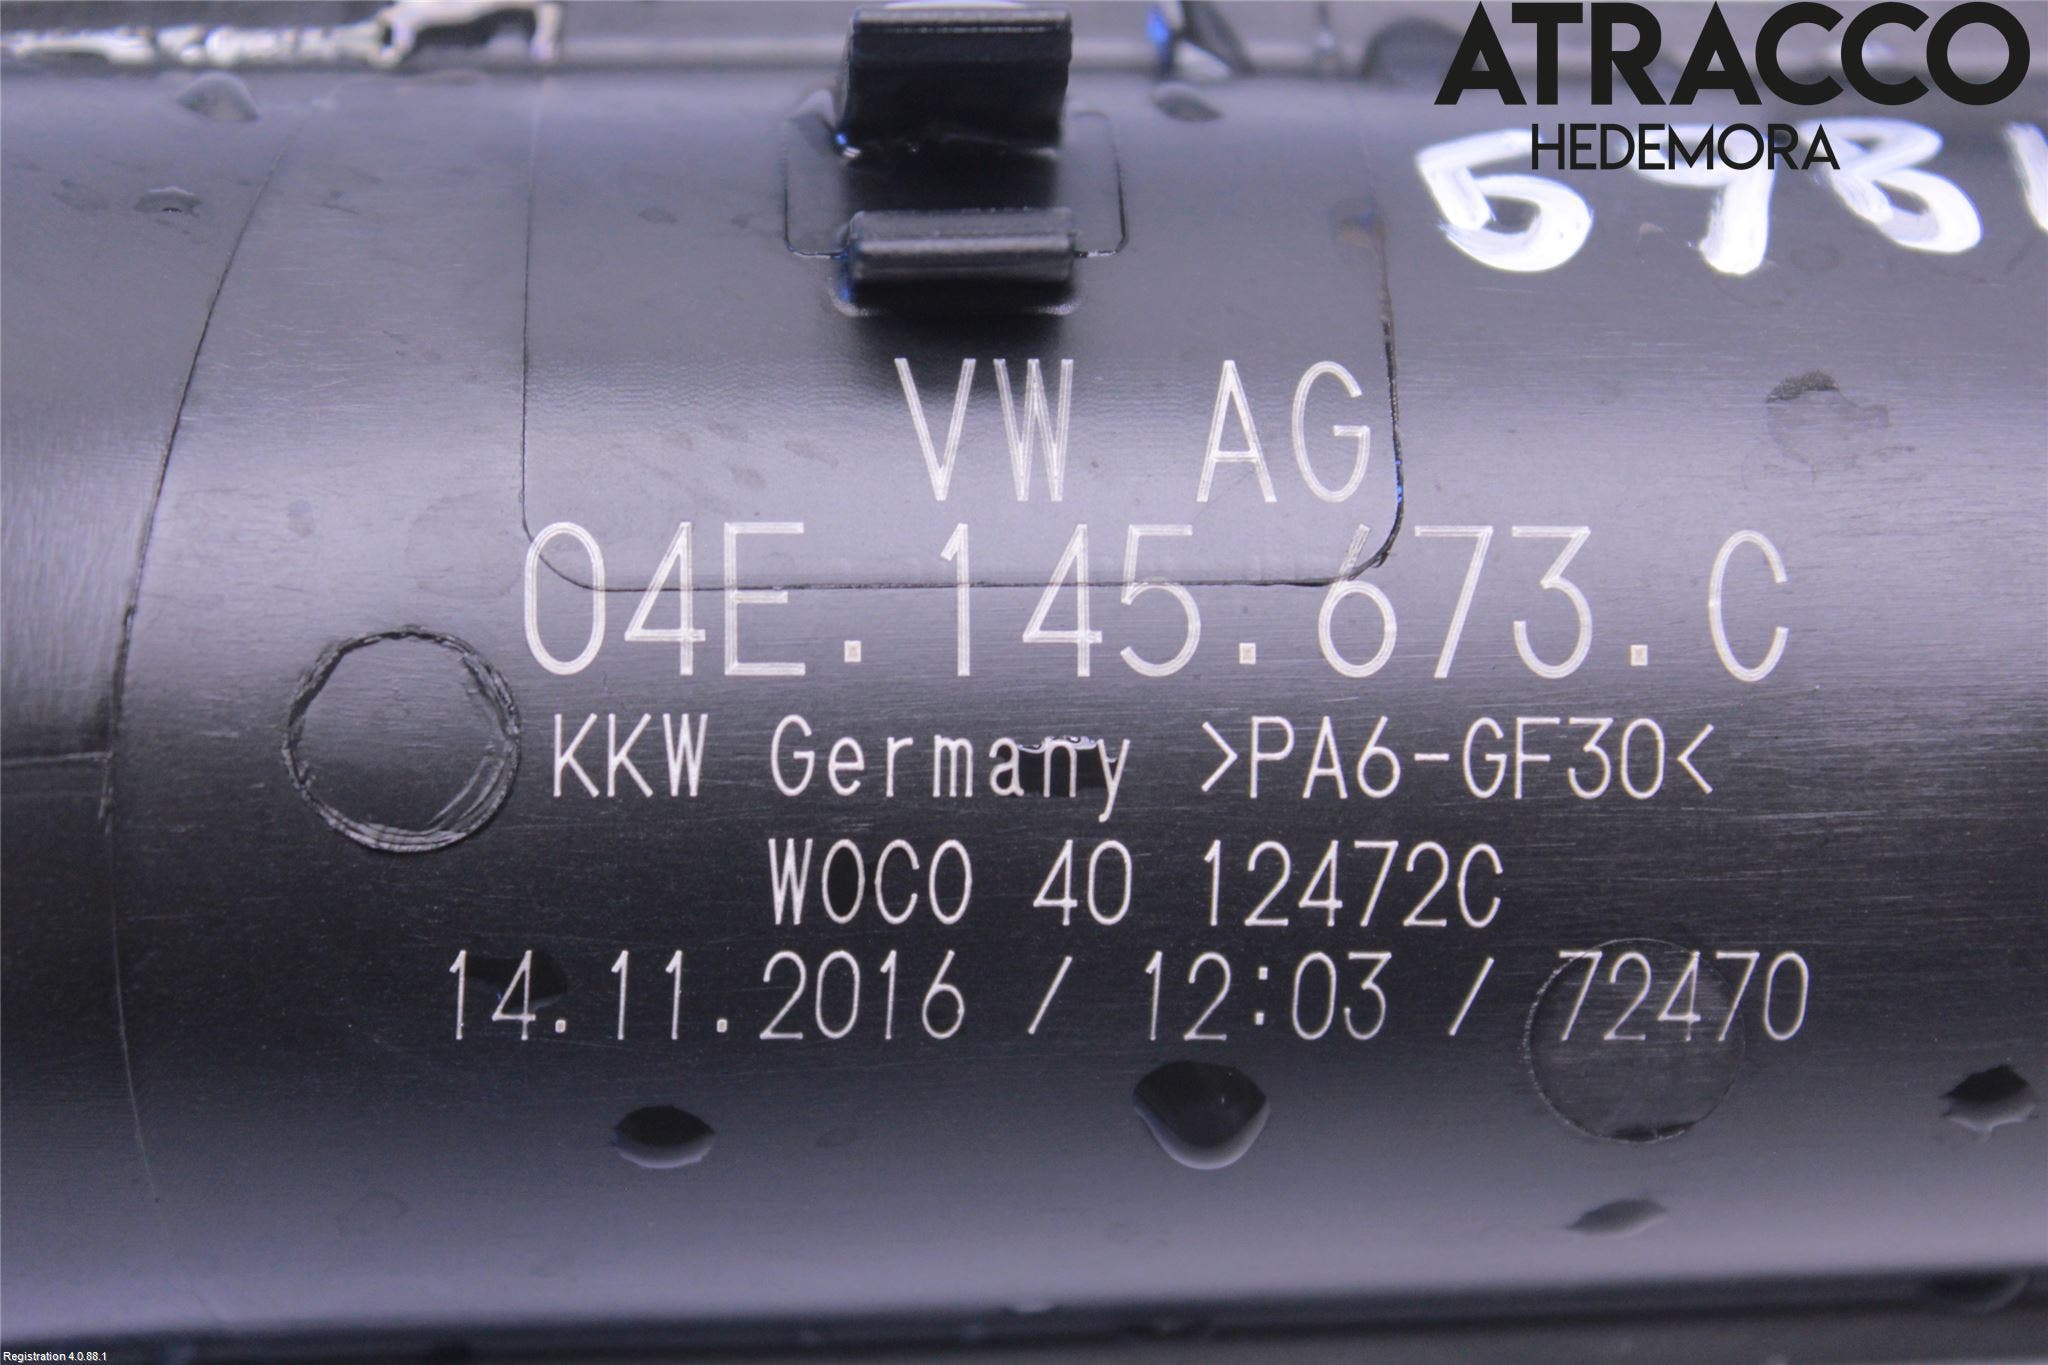 ATRACCO
HEDEMORA
VW AG
04E.145.673.C
KKW Germany >PA6-GF30<
WOCO 40 12472C
14.11.2016 / 12:03 / 72470
Registration 4.0.88.1